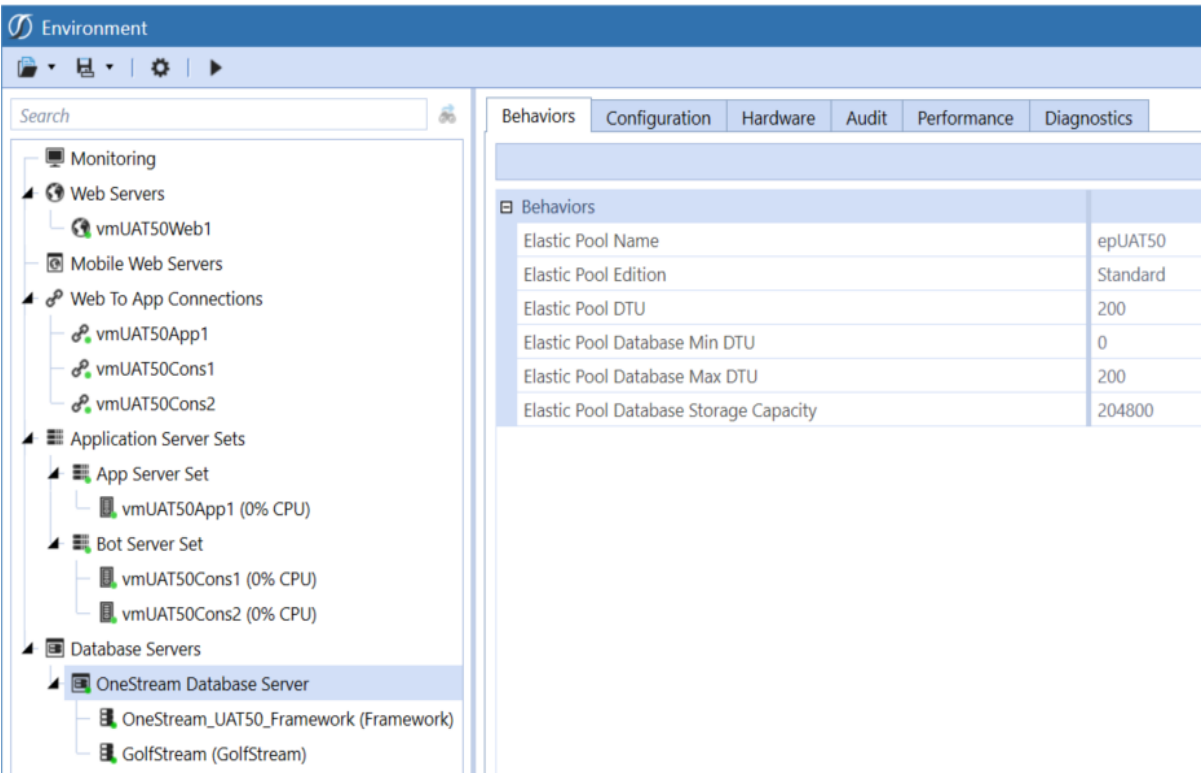 Environment
Search
Monitoring
Web Servers
vmUAT50Web1
Mobile Web Servers
Web To App Connections
vmUAT50App1
vmUAT50Cons1
vmUAT50Cons2
Application Server Sets
App Server Set
vmUAT50App1 (0% CPU)
Bot Server Set
vmUAT50Cons1 (0% CPU)
vmUAT50Cons2 (0% CPU)
Database Servers
OneStream Database Server
OneStream_UAT50_Framework (Framework)
GolfStream (GolfStream)
Behaviors Configuration Hardware Audit Performance Diagnostics
Behaviors
Elastic Pool Name epUAT50
Elastic Pool Edition Standard
Elastic Pool DTU 200
Elastic Pool Database Min DTU 0
Elastic Pool Database Max DTU 200
Elastic Pool Database Storage Capacity 204800